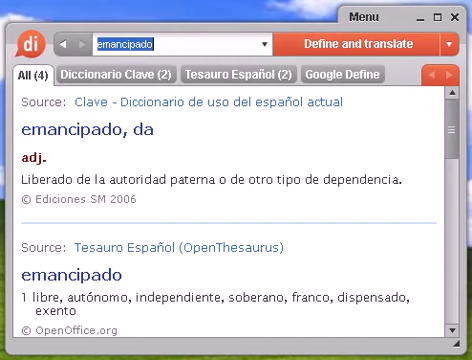 Menu
di
emancipado
Define and translate
All (4)
Diccionario Clave (2)
Tesauro Español (2)
Google Define
Source: Clave - Diccionario de uso del español actual
emancipado, da
adj.
Liberado de la autoridad paterna o de otro tipo de dependencia.
© Ediciones SM 2006
Source: Tesauro Español (OpenThesaurus)
emancipado
1 libre, autónomo, independiente, soberano, franco, dispensado,
exento
© OpenOffice.org